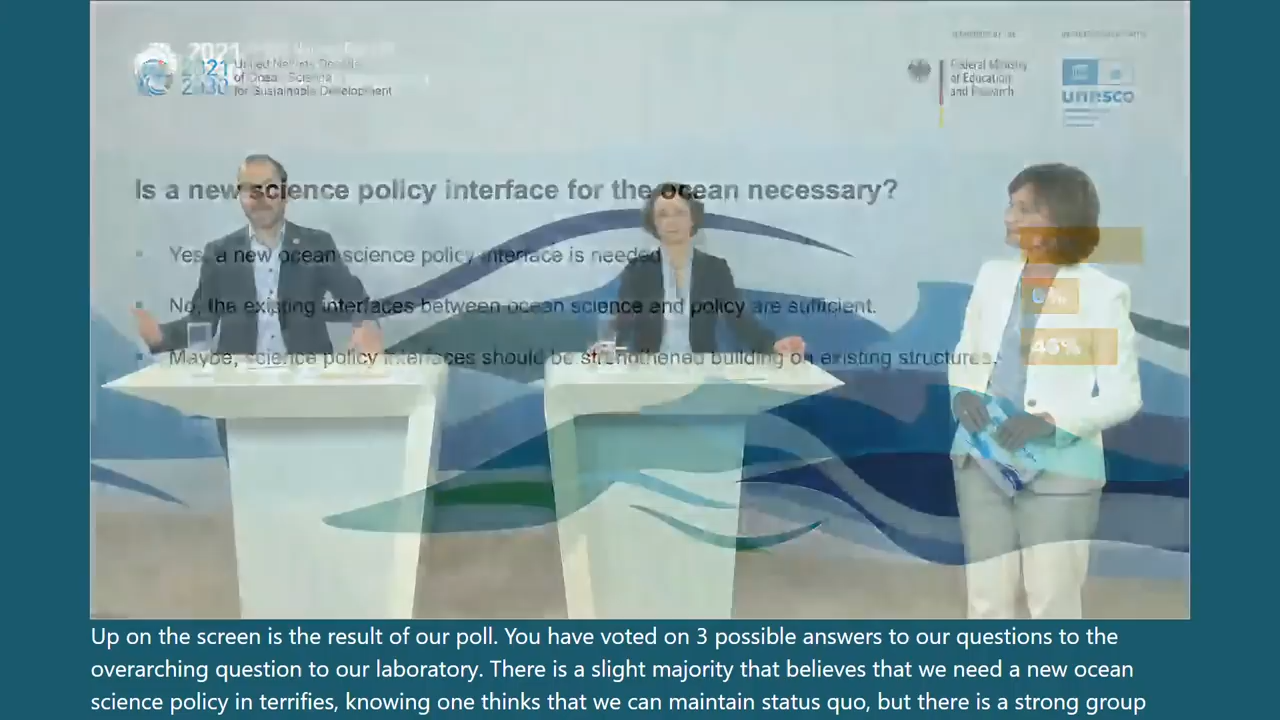 2021
2021
2030
United Nations Decade
of Ocean Science
for Sustainable Development
Federal Ministry
of Education
and Research
unesco
Is a new science policy interface for the ocean necessary?
Yes, a new ocean science policy interface is needed
No, the existing interfaces between ocean science and policy are sufficient.
0%
Maybe, science policy interfaces should be strengthened building on existing structures.
Up on the screen is the result of our poll. You have voted on 3 possible answers to our questions to the
overarching question to our laboratory. There is a slight majority that believes that we need a new ocean
science policy in terrifies, knowing one thinks that we can maintain status quo, but there is a strong group